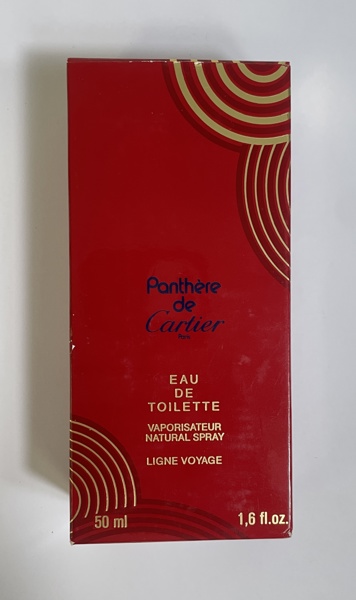 Panthère
de
Cartier
Paris
EAU
DE
TOILETTE
VAPORISATEUR
NATURAL SPRAY
LIGNE VOYAGE
50 ml 1,6 fl.oz.